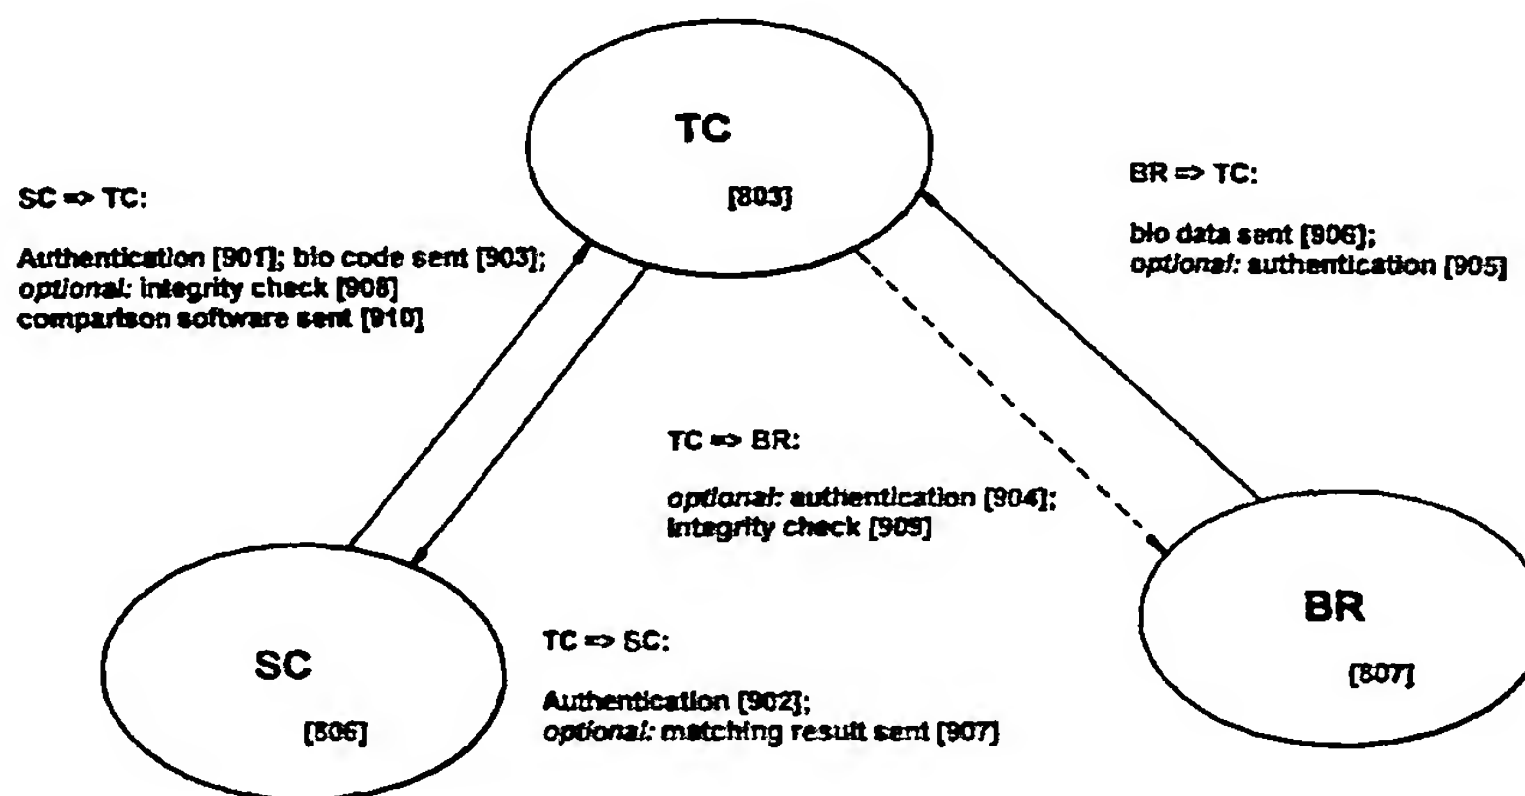 TC
[803]
SC => TC:
Authentication [901]; bio code sent [903];
optional: integrity check [908]
comparison software sent [910]
BR => TC:
bio data sent [906];
optional: authentication [905]
TC => BR:
optional: authentication [904];
integrity check [909]
SC
[806]
TC => SC:
Authentication [902];
optional: matching result sent [907]
BR
[807]